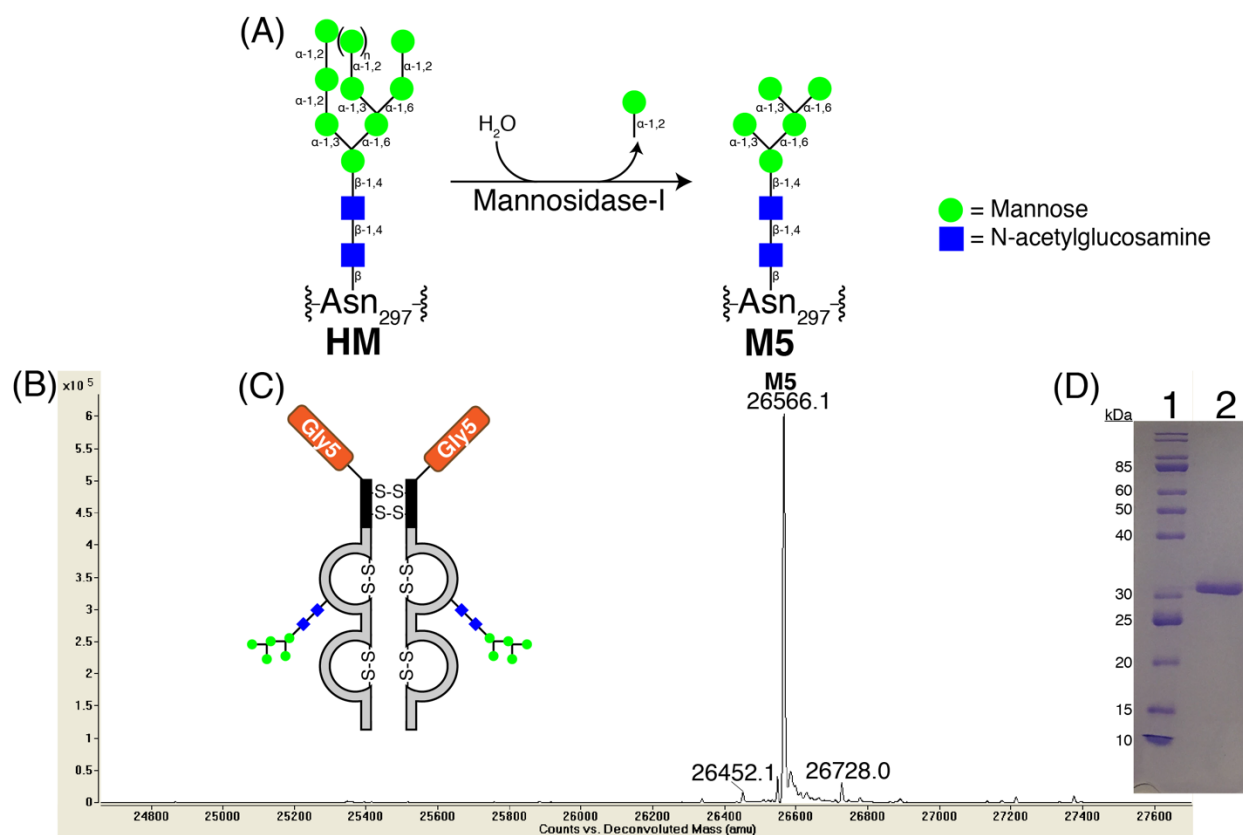 (A)
α-1,2
( )n
α-1,2
α-1,2
α-1,2
α-1,3
α-1,6
α-1,3
α-1,6
β-1,4
β-1,4
β
-Asn297-
HM
H2O
α-1,2
Mannosidase-I
α-1,3
α-1,6
α-1,3
α-1,6
β-1,4
β-1,4
β
-Asn297-
M5
= Mannose
= N-acetylglucosamine
(B)
x10 5
6
5.5
5
4.5
4
3.5
3
2.5
2
1.5
1
0.5
0
M5
26566.1
26452.1
26728.0
24800 25000 25200 25400 25600 25800 26000 26200 26400 26600 26800 27000 27200 27400 27600
Counts vs. Deconvoluted Mass (amu)
(C)
Gly5 Gly5
-S-S-
-S-S-
S-S S-S
S-S S-S
(D)
kDa 1 2
85
60
50
40
30
25
20
15
10